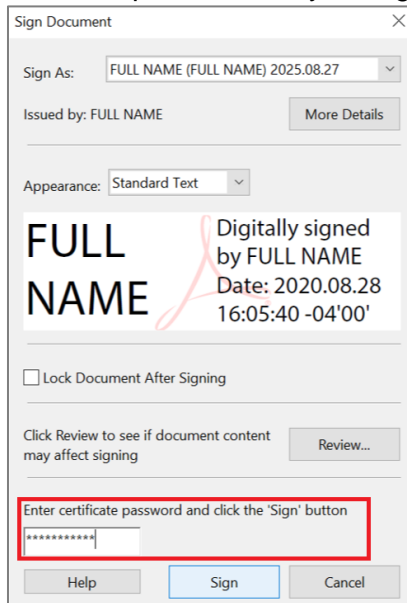 Sign Document
Sign As: FULL NAME (FULL NAME) 2025.08.27
Issued by: FULL NAME
More Details
Appearance: Standard Text
FULL
NAME
Digitally signed
by FULL NAME
Date: 2020.08.28
16:05:40 -04'00'
Lock Document After Signing
Click Review to see if document content
may affect signing
Review...
Enter certificate password and click the 'Sign' button
***********
Help Sign Cancel